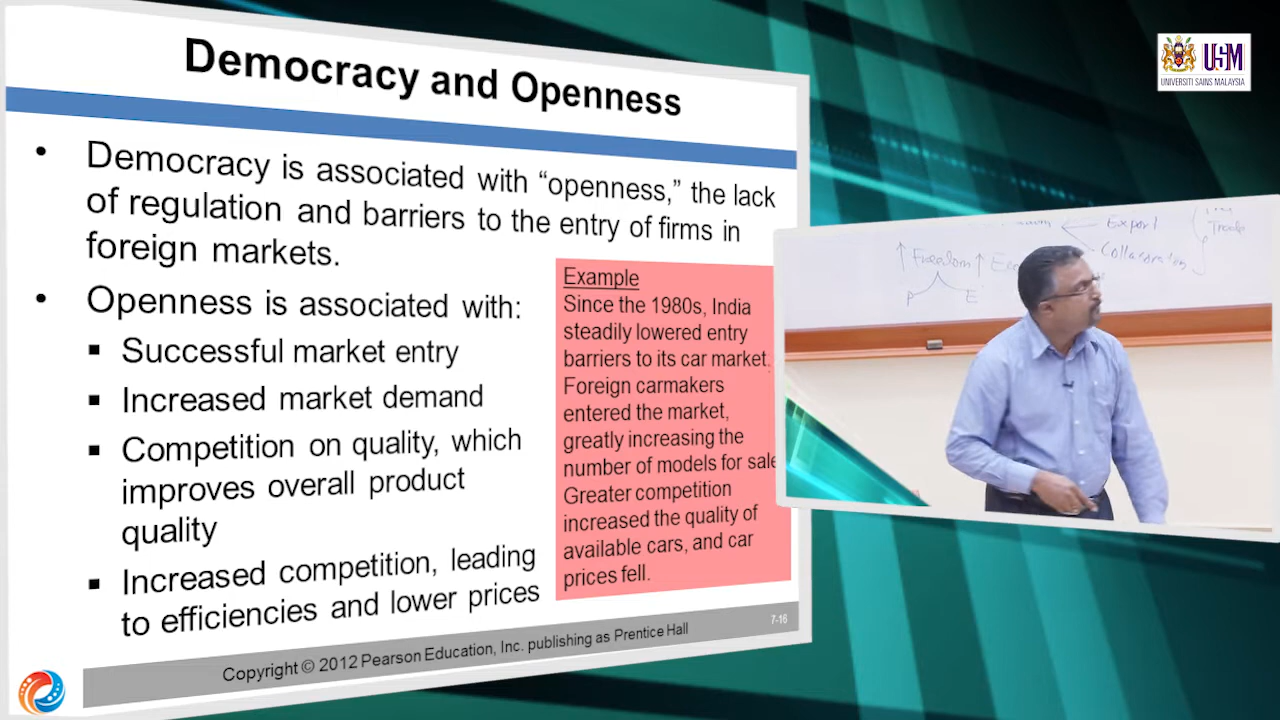 Democracy and Openness
• Democracy is associated with “openness,” the lack
of regulation and barriers to the entry of firms in
foreign markets.
• Openness is associated with:
▪ Successful market entry
▪ Increased market demand
▪ Competition on quality, which
improves overall product
quality
▪ Increased competition, leading
to efficiencies and lower prices
Example
Since the 1980s, India
steadily lowered entry
barriers to its car market.
Foreign carmakers
entered the market,
greatly increasing the
number of models for sale
Greater competition
increased the quality of
available cars, and car
prices fell.
Copyright © 2012 Pearson Education, Inc. publishing as Prentice Hall
7-16
USM
UNIVERSITI SAINS MALAYSIA
Export
Trade
Collaboration
↑ Freedom ↑
P E